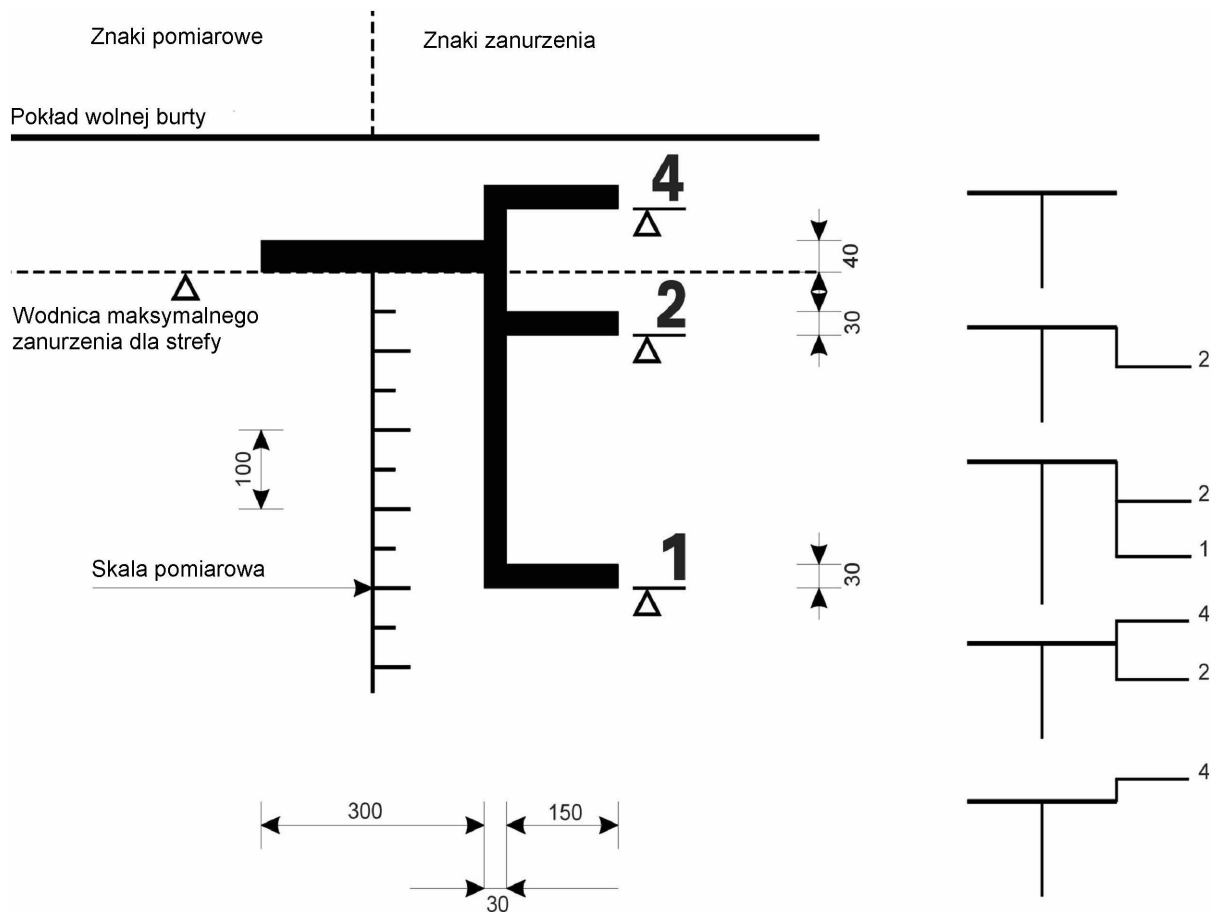 Znaki pomiarowe
Znaki zanurzenia
Pokład wolnej burty
4
40
Wodnica maksymalnego
zanurzenia dla strefy
2
30
100
Skala pomiarowa
1
30
300
150
30
2
2
1
4
2
4